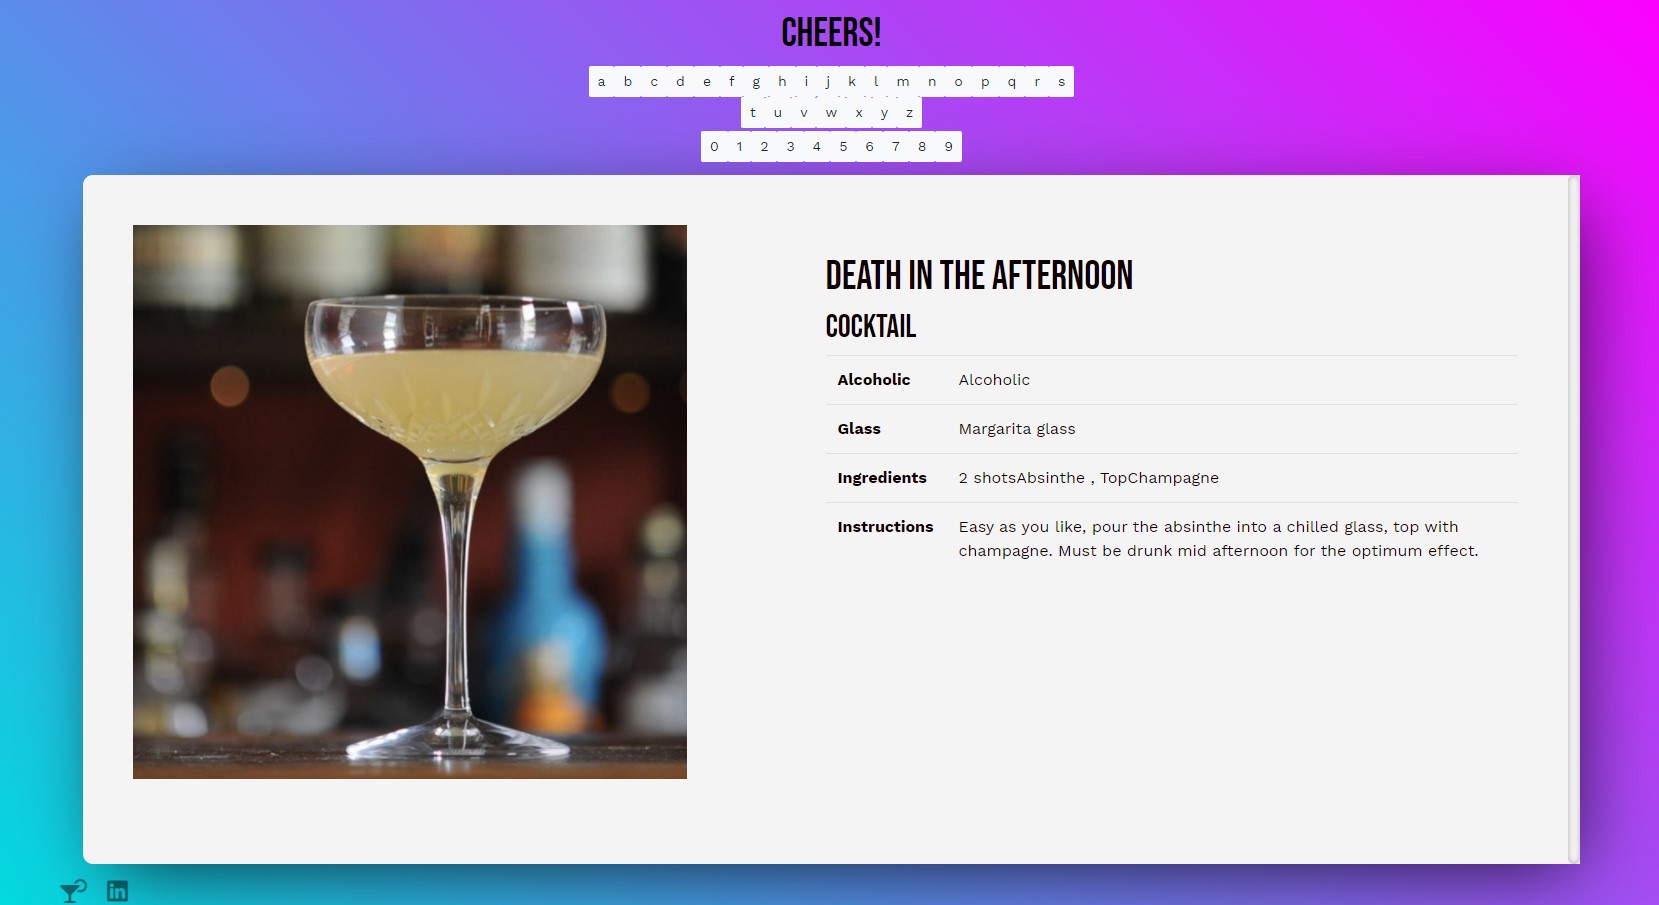 CHEERS!
a b c d e f g h i j k l m n o p q r s
t u v w x y z
0 1 2 3 4 5 6 7 8 9
DEATH IN THE AFTERNOON
COCKTAIL
Alcoholic Alcoholic
Glass Margarita glass
Ingredients 2 shotsAbsinthe , TopChampagne
Instructions Easy as you like, pour the absinthe into a chilled glass, top with
champagne. Must be drunk mid afternoon for the optimum effect.
in